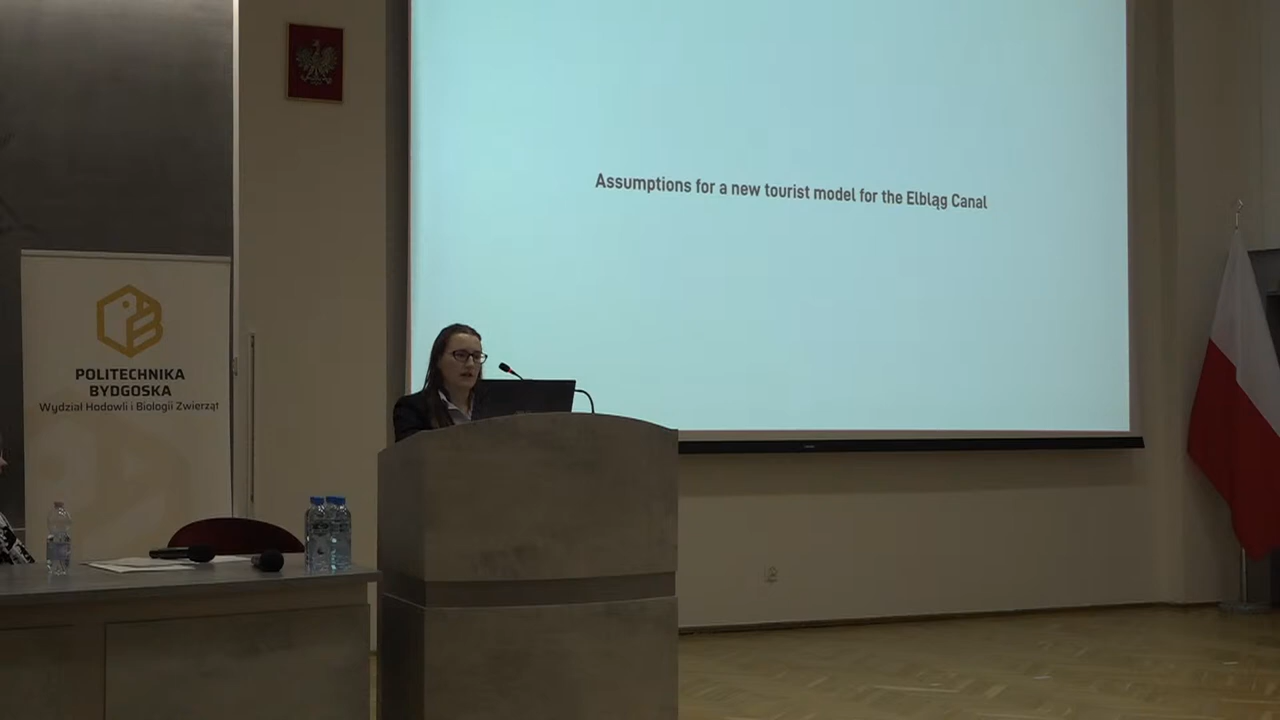 Assumptions for a new tourist model for the Elbląg Canal
POLITECHNIKA
BYDGOSKA
Wydział Hodowli i Biologii Zwierząt